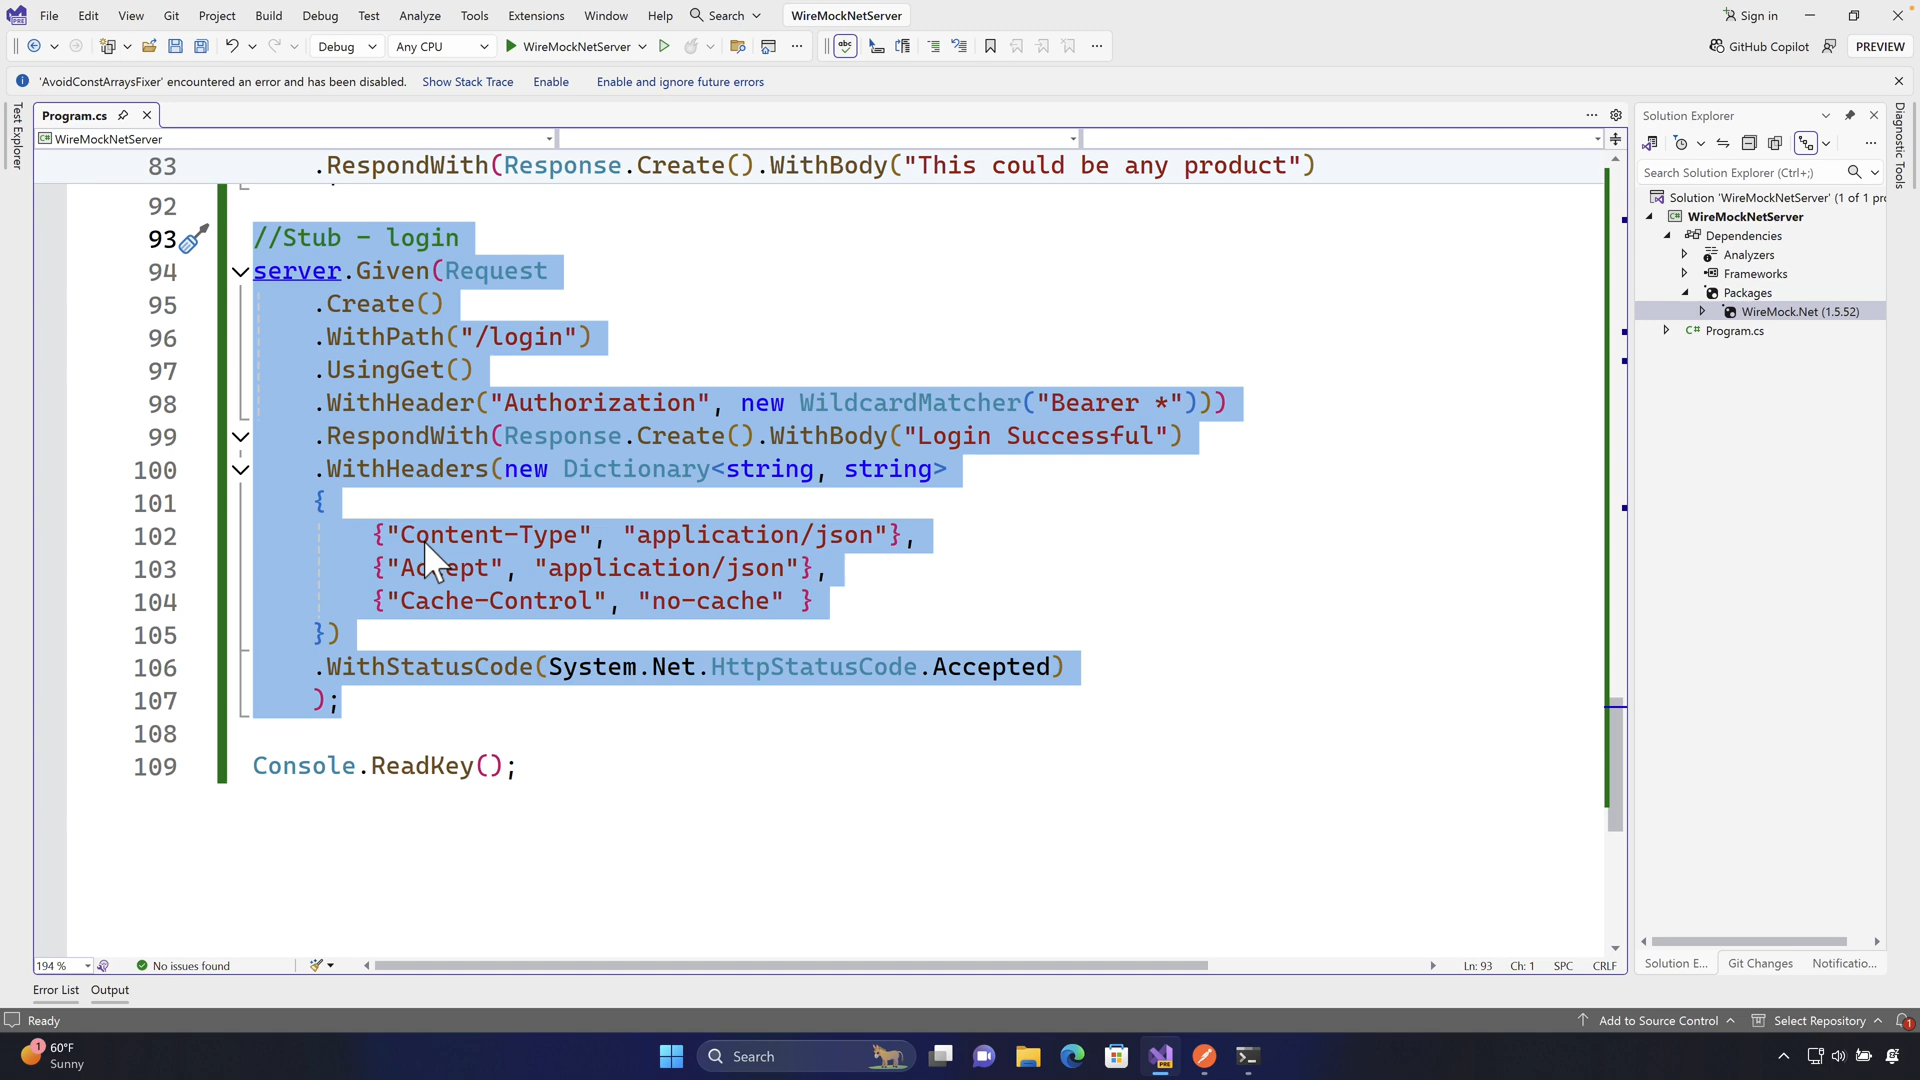 File Edit View Git Project Build Debug Test Analyze Tools Extensions Window Help Search WireMockNetServer Sign in
Debug Any CPU WireMockNetServer GitHub Copilot PREVIEW
'AvoidConstArraysFixer' encountered an error and has been disabled. Show Stack Trace Enable Enable and ignore future errors
Test Explorer
Program.cs
WireMockNetServer
83 .RespondWith(Response.Create().WithBody("This could be any product")
92
93 //Stub - login
94 server.Given(Request
95 .Create()
96 .WithPath("/login")
97 .UsingGet()
98 .WithHeader("Authorization", new WildcardMatcher("Bearer *")))
99 .RespondWith(Response.Create().WithBody("Login Successful")
100 .WithHeaders(new Dictionary<string, string>
101 {
102 {"Content-Type", "application/json"},
103 {"Accept", "application/json"},
104 {"Cache-Control", "no-cache" }
105 })
106 .WithStatusCode(System.Net.HttpStatusCode.Accepted)
107 );
108
109 Console.ReadKey();
194 % No issues found Ln: 93 Ch: 1 SPC CRLF
Solution Explorer
Search Solution Explorer (Ctrl+;)
Solution 'WireMockNetServer' (1 of 1 pro
WireMockNetServer
Dependencies
Analyzers
Frameworks
Packages
WireMock.Net (1.5.52)
C# Program.cs
Solution E... Git Changes Notificatio...
Diagnostic Tools
Error List Output
Ready Add to Source Control Select Repository 1
1 60°F
Sunny
Search